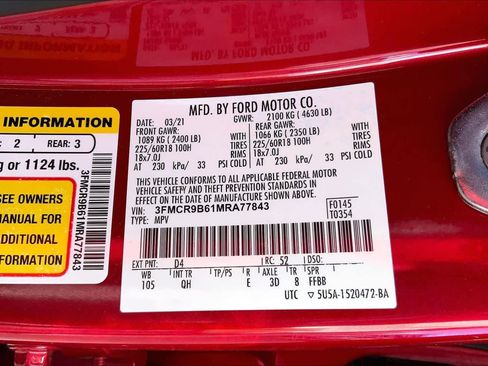 MFD. BY FORD MOTOR CO.
DATE: 03/21
GVWR: 2100 KG ( 4630 LB)
FRONT GAWR:
REAR GAWR:
1089 KG ( 2400 LB)
WITH
1066 KG ( 2350 LB)
WITH
225/60R18 100H
TIRES
225/60R18 100H
TIRES
18x7.0J
RIMS
18x7.0J
RIMS
AT 230 kPa/ 33 PSI COLD
AT 230 kPa/ 33 PSI COLD
THIS VEHICLE CONFORMS TO ALL APPLICABLE FEDERAL MOTOR
VEHICLE SAFETY AND THEFT PREVENTION STANDARDS IN
EFFECT ON THE DATE OF MANUFACTURE SHOWN ABOVE.
VIN: 3FMCR9B61MRA77843
TYPE: MPV
F0145
T0354
EXT PNT: D4
RC: 52
DSO:
WB
INT TR
TP/PS
R
AXLE
TR
SPR
105
QH
E
3D
8
FFBB
UTC
5U5A-1520472-BA
INFORMATION
: 2
REAR: 3
g or 1124 lbs.
SEE OWNERS
MANUAL FOR
ADDITIONAL
INFORMATION
3FMCR9B61MRA77843